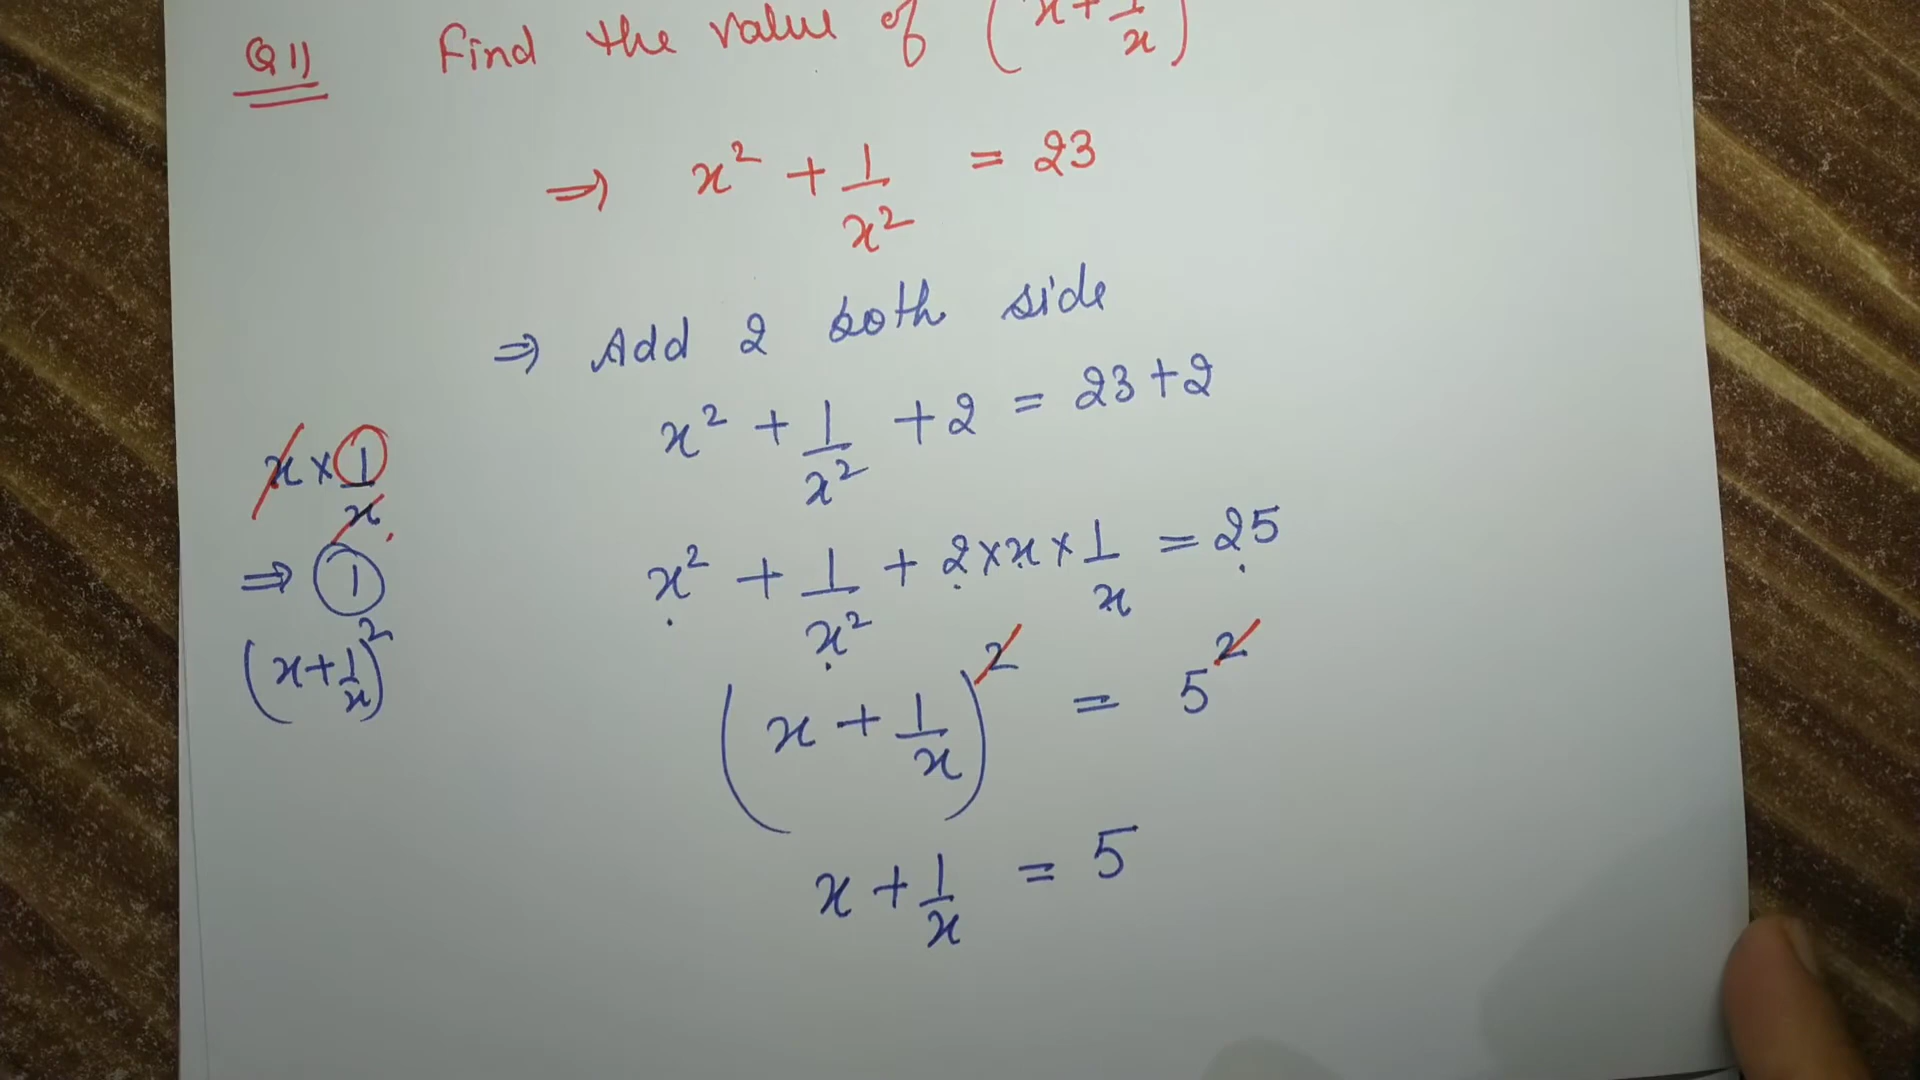 Q1) Find the value of (x + 1/x)
⇒ x² + 1/x² = 23
⇒ Add 2 both side
x² + 1/x² + 2 = 23 + 2
x² + 1/x² + 2 × x × 1/x = 25
(x + 1/x)² = 5²
x + 1/x = 5
x × 1/x
⇒ 1
(x + 1/x)²